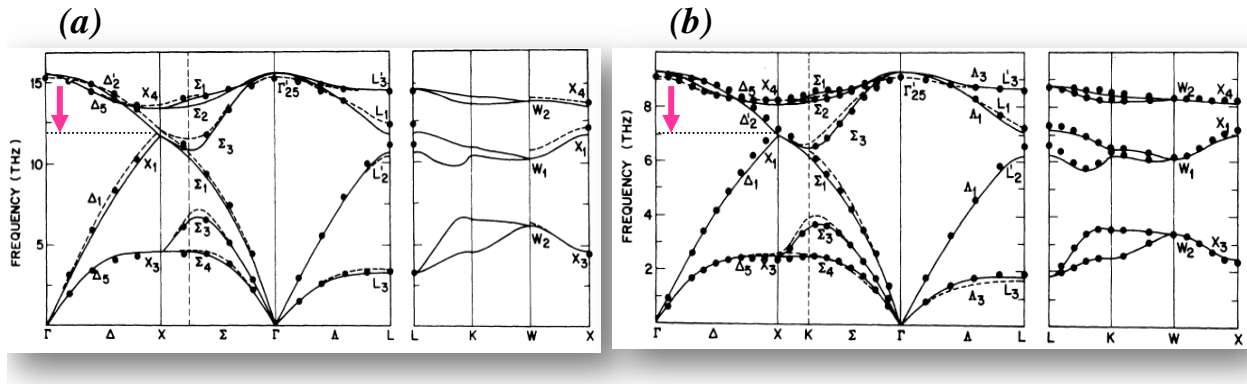 (a)
(b)
FREQUENCY (THz)
15
10
5
Δ'2
Δ5
X4
Σ1
Σ2
Σ3
Γ'25
L'3
L1
Δ1
X1
Σ1
L'2
Σ3
Δ5
X3
Σ4
L3
X4
W2
X1
W1
W2
X3
Γ Δ X Σ Γ Λ L
L K W X
FREQUENCY (THZ)
8
6
4
2
Δ5
X4
Σ1
Σ2
Δ'2
Σ3
Γ'25
Λ3
L'3
Λ1
L1
X1
Δ1
Σ1
Λ1
L'2
Σ3
Δ5
X3
Σ4
Λ3
L3
W2
X4
X1
W1
W2
X3
Γ Δ X K Σ Γ Λ L
L K W X